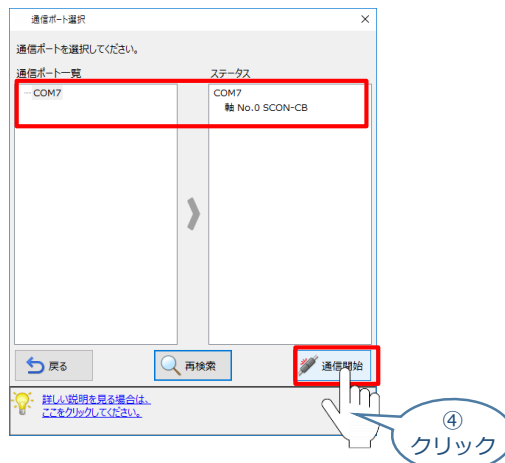 通信ポート選択
通信ポートを選択してください。
通信ポート一覧
ステータス
COM7
COM7
軸 No.0 SCON-CB
戻る
再検索
通信開始
詳しい説明を見る場合は、
ここをクリックしてください。
④
クリック